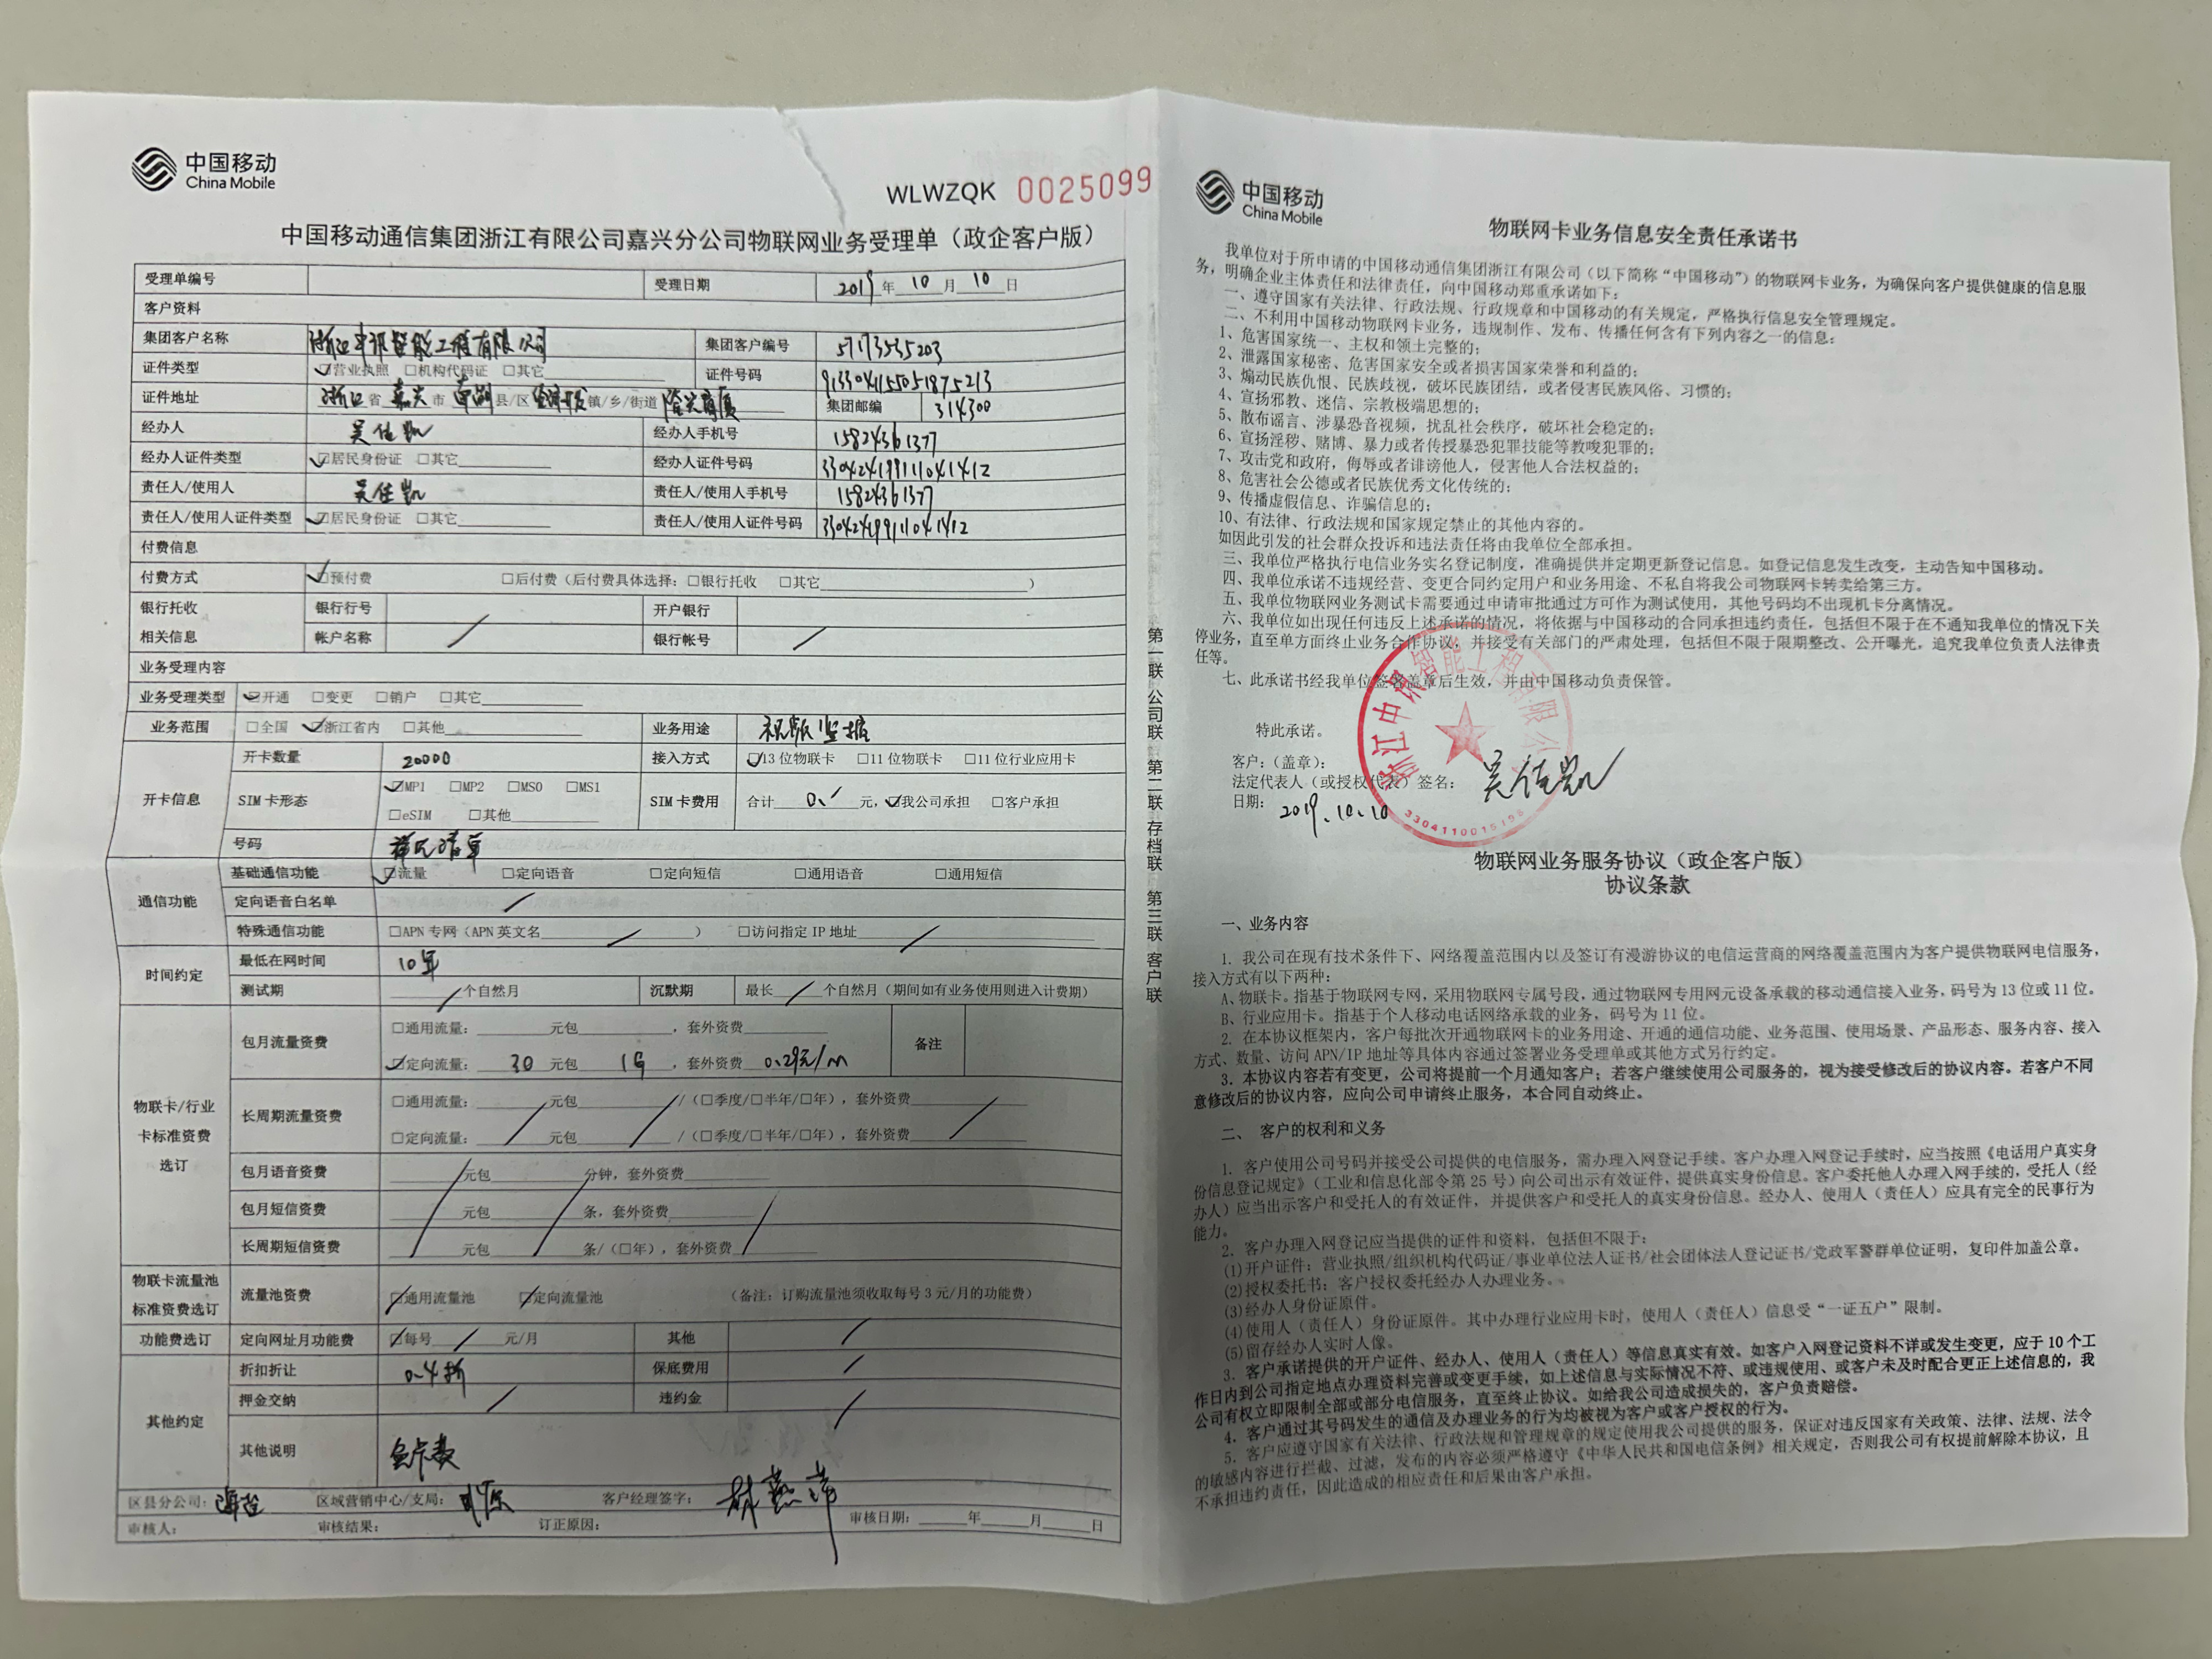 中国移动
China Mobile
WLWZQK 0025099
中国移动通信集团浙江有限公司嘉兴分公司物联网业务受理单（政企客户版）
受理单编号 受理日期 2019年10月10日
客户资料
集团客户名称 浙江中讯智能工程有限公司 集团客户编号 57173535203
证件类型 ☑营业执照 □机构代码证 □其它 证件号码 913304115505187521 3
证件地址 浙江省嘉兴市南湖县/区 镇/乡/街道 集团邮编 314300
经办人 吴佳凯 经办人手机号 15824361377
经办人证件类型 ☑居民身份证 □其它 经办人证件号码 330424199111041412
责任人/使用人 吴佳凯 责任人/使用人手机号 15824361377
责任人/使用人证件类型 ☑居民身份证 □其它 责任人/使用人证件号码 330424199111041412
付费信息
付费方式 ☑预付费 □后付费（后付费具体选择：□银行托收 □其它 ）
银行托收 银行行号 开户银行
相关信息 帐户名称 / 银行帐号 /
业务受理内容
业务受理类型 ☑开通 □变更 □销户 □其它
业务范围 □全国 ☑浙江省内 □其他 业务用途 视频监控
开卡信息 开卡数量 20000 接入方式 ☑13位物联卡 □11位物联卡 □11位行业应用卡
SIM卡形态 ☑MP1 □MP2 □MS0 □MS1
□eSIM □其他 SIM卡费用 合计 0./ 元，☑我公司承担 □客户承担
号码 详见清单
通信功能 基础通信功能 ☑流量 □定向语音 □定向短信 □通用语音 □通用短信
定向语音白名单 /
特殊通信功能 □APN专网（APN英文名 / ） □访问指定IP地址 /
时间约定 最低在网时间 10年
测试期 / 个自然月 沉默期 最长 / 个自然月（期间如有业务使用则进入计费期）
物联卡/行业卡标准资费选订 包月流量资费 □通用流量： 元包 ，套外资费 备注
☑定向流量：30元包1G，套外资费0.29元/m
长周期流量资费 □通用流量： / 元包 / /（□季度/□半年/□年），套外资费 /
□定向流量： / 元包 / /（□季度/□半年/□年），套外资费
包月语音资费 元包 分钟，套外资费
包月短信资费 / 元包 / 条，套外资费 /
长周期短信资费 元包 条/（□年），套外资费
物联卡流量池标准资费选订 流量池资费 □通用流量池 □定向流量池 （备注：订购流量池须收取每号3元/月的功能费）
功能费选订 定向网址月功能费 □每号 / 元/月 其他 /
其他约定 折扣折让 0.4折 保底费用 /
押金交纳 / 违约金 /
其他说明
区县分公司：海盐 区域营销中心/支局： 客户经理签字：
审核人： 审核结果： 订正原因： 审核日期： 年 月 日
第一联 公司联 第二联 存档联 第三联 客户联
中国移动
China Mobile
物联网卡业务信息安全责任承诺书
我单位对于所申请的中国移动通信集团浙江有限公司（以下简称“中国移动”）的物联网卡业务，为确保向客户提供健康的信息服
务，明确企业主体责任和法律责任，向中国移动郑重承诺如下：
一、遵守国家有关法律、行政法规、行政规章和中国移动的有关规定，严格执行信息安全管理规定。
二、不利用中国移动物联网卡业务，违规制作、发布、传播任何含有下列内容之一的信息：
1、危害国家统一、主权和领土完整的；
2、泄露国家秘密、危害国家安全或者损害国家荣誉和利益的；
3、煽动民族仇恨、民族歧视，破坏民族团结，或者侵害民族风俗、习惯的；
4、宣扬邪教、迷信、宗教极端思想的；
5、散布谣言、涉暴恐音视频，扰乱社会秩序，破坏社会稳定的；
6、宣扬淫秽、赌博、暴力或者传授暴恐犯罪技能等教唆犯罪的；
7、攻击党和政府，侮辱或者诽谤他人，侵害他人合法权益的；
8、危害社会公德或者民族优秀文化传统的；
9、传播虚假信息、诈骗信息的；
10、有法律、行政法规和国家规定禁止的其他内容的。
如因此引发的社会群众投诉和违法责任将由我单位全部承担。
三、我单位严格执行电信业务实名登记制度，准确提供并定期更新登记信息。如登记信息发生改变，主动告知中国移动。
四、我单位承诺不违规经营、变更合同约定用户和业务用途、不私自将我公司物联网卡转卖给第三方。
五、我单位物联网业务测试卡需要通过申请审批通过方可作为测试使用，其他号码均不出现机卡分离情况。
六、我单位如出现任何违反上述承诺的情况，将依据与中国移动的合同承担违约责任，包括但不限于在不通知我单位的情况下关
停业务，直至单方面终止业务合作协议，并接受有关部门的严肃处理，包括但不限于限期整改、公开曝光，追究我单位负责人法律责
任等。
七、此承诺书经我单位签名盖章后生效，并由中国移动负责保管。
特此承诺。
客户：（盖章）：
法定代表人（或授权代表）签名： 吴佳凯
日期：2019.10.10
物联网业务服务协议（政企客户版）
协议条款
一、业务内容
1. 我公司在现有技术条件下、网络覆盖范围内以及签订有漫游协议的电信运营商的网络覆盖范围内为客户提供物联网电信服务，
接入方式有以下两种：
A、物联卡。指基于物联网专网，采用物联网专属号段，通过物联网专用网元设备承载的移动通信接入业务，码号为13位或11位。
B、行业应用卡。指基于个人移动电话网络承载的业务，码号为11位。
2. 在本协议框架内，客户每批次开通物联网卡的业务用途、开通的通信功能、业务范围、使用场景、产品形态、服务内容、接入
方式、数量、访问APN/IP地址等具体内容通过签署业务受理单或其他方式另行约定。
3. 本协议内容若有变更，公司将提前一个月通知客户；若客户继续使用公司服务的，视为接受修改后的协议内容。若客户不同
意修改后的协议内容，应向公司申请终止服务，本合同自动终止。
二、客户的权利和义务
1. 客户使用公司号码并接受公司提供的电信服务，需办理入网登记手续。客户办理入网登记手续时，应当按照《电话用户真实身
份信息登记规定》（工业和信息化部令第25号）向公司出示有效证件，提供真实身份信息。客户委托他人办理入网手续的，受托人（经
办人）应当出示客户和受托人的有效证件，并提供客户和受托人的真实身份信息。经办人、使用人（责任人）应具有完全的民事行为
能力。
2. 客户办理入网登记应当提供的证件和资料，包括但不限于：
(1)开户证件：营业执照/组织机构代码证/事业单位法人证书/社会团体法人登记证书/党政军警群单位证明，复印件加盖公章。
(2)授权委托书：客户授权委托经办人办理业务。
(3)经办人身份证原件。
(4)使用人（责任人）身份证原件。其中办理行业应用卡时，使用人（责任人）信息受“一证五户”限制。
(5)留存经办人实时人像。
3. 客户承诺提供的开户证件、经办人、使用人（责任人）等信息真实有效。如客户入网登记资料不详或发生变更，应于10个工
作日内到公司指定地点办理资料完善或变更手续，如上述信息与实际情况不符、或违规使用、或客户未及时配合更正上述信息的，我
公司有权立即限制全部或部分电信服务，直至终止协议。如给我公司造成损失的，客户负责赔偿。
4. 客户通过其号码发生的通信及办理业务的行为均被视为客户或客户授权的行为。
5. 客户应遵守国家有关法律、行政法规和管理规章的规定使用我公司提供的服务，保证对违反国家有关政策、法律、法规、法令
的敏感内容进行拦截、过滤，发布的内容必须严格遵守《中华人民共和国电信条例》相关规定，否则我公司有权提前解除本协议，且
不承担违约责任，因此造成的相应责任和后果由客户承担。